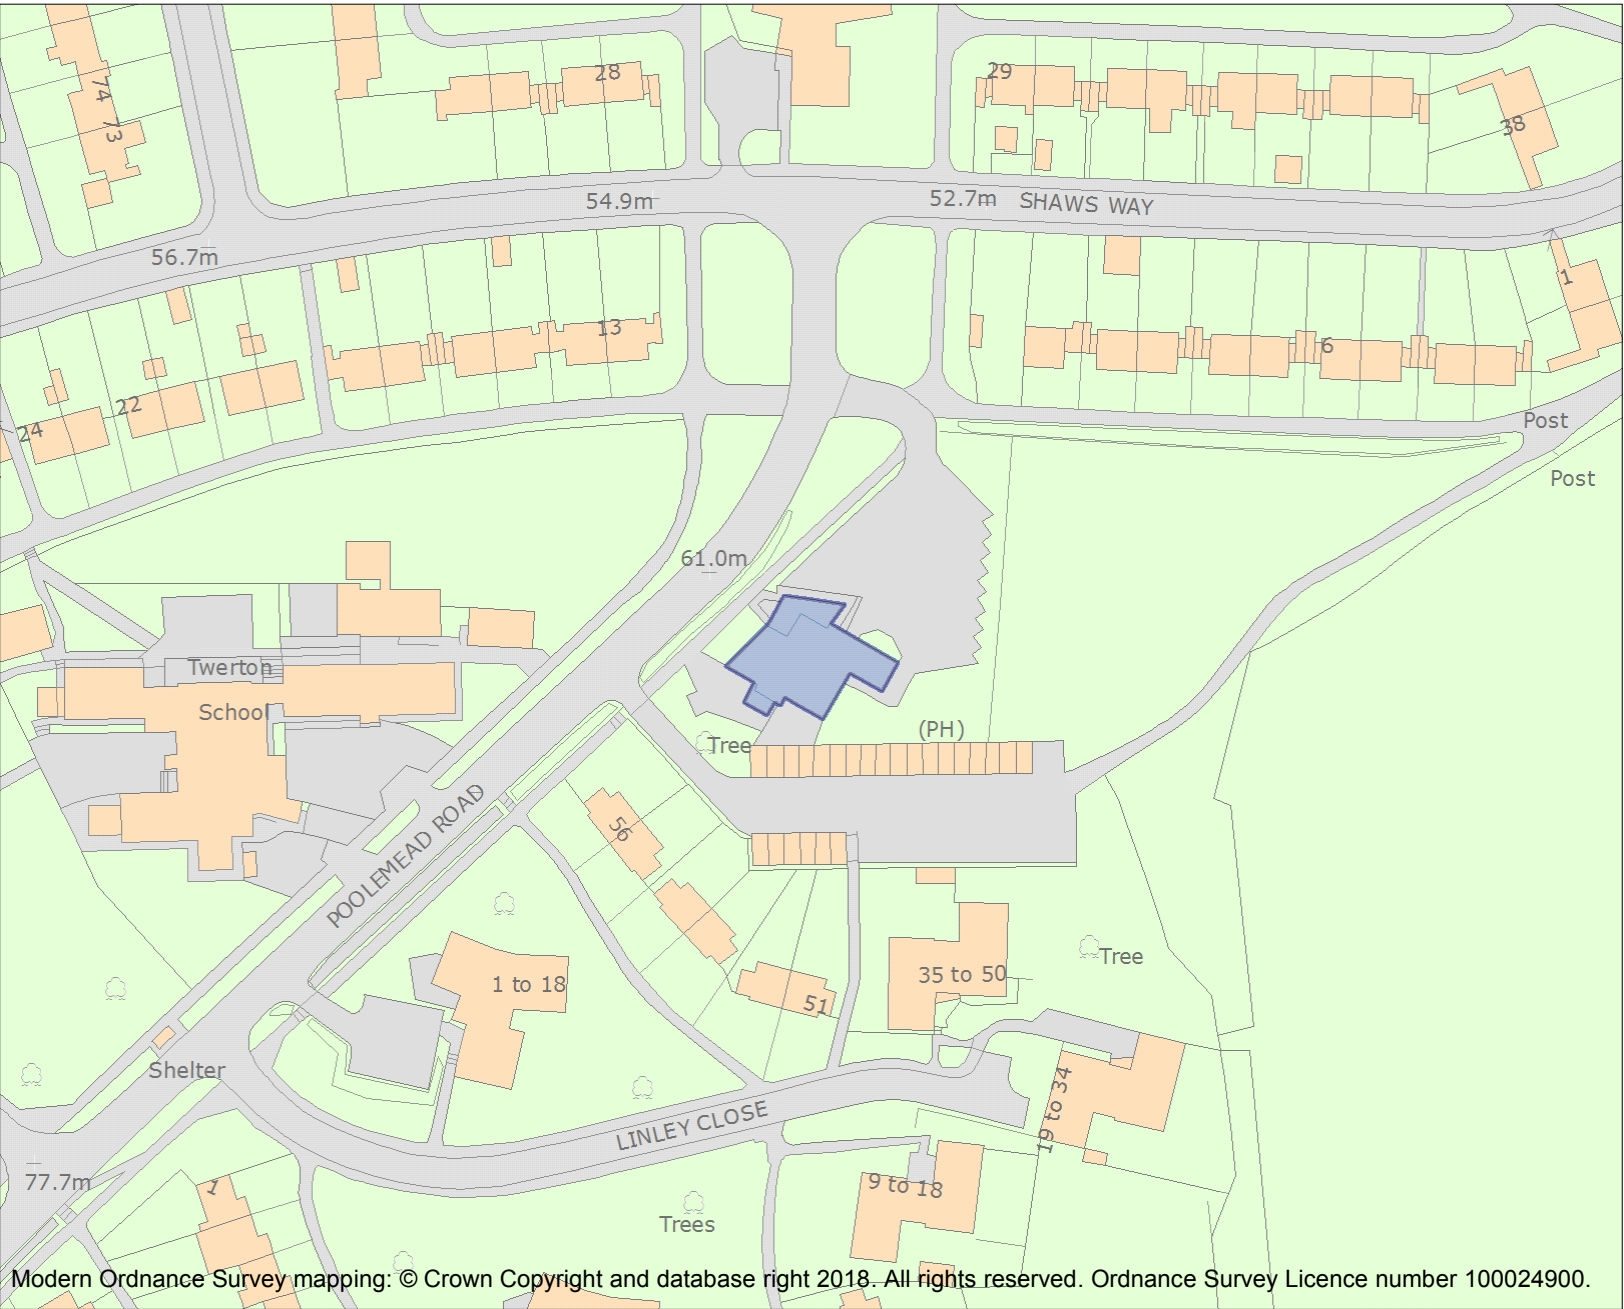 74
73
28
29
38
54.9m
52.7m
SHAWS WAY
56.7m
1
13
6
22
24
Post
Post
61.0m
Twerton
School
(PH)
Tree
POOLEMEAD ROAD
56
Tree
35 to 50
1 to 18
51
Shelter
19 to 34
LINLEY CLOSE
77.7m
1
9 to 18
Trees
Modern Ordnance Survey mapping: © Crown Copyright and database right 2018. All rights reserved. Ordnance Survey Licence number 100024900.